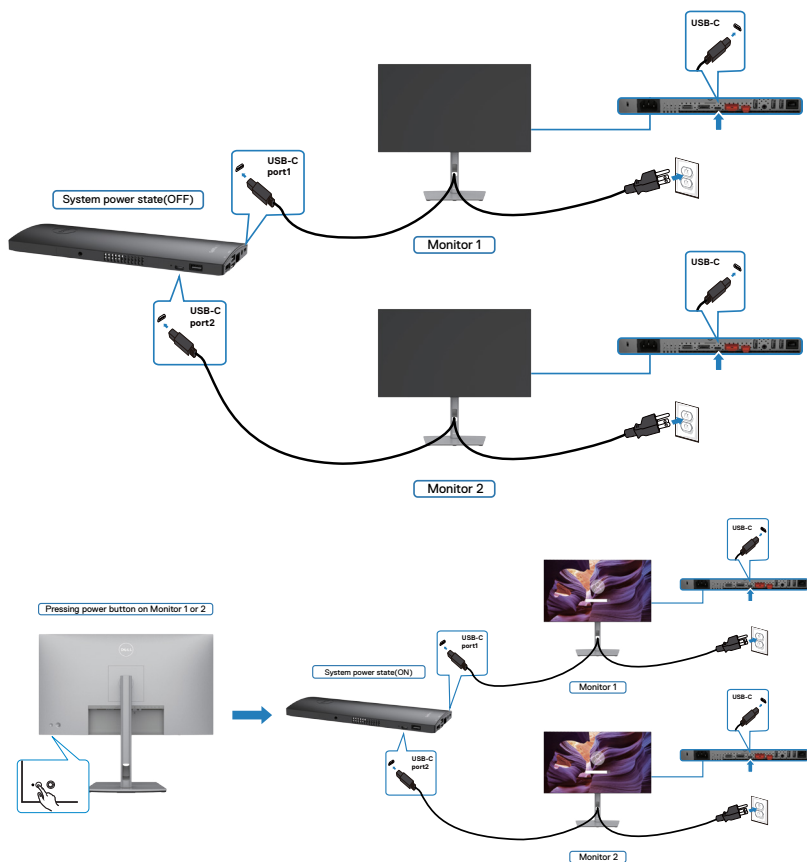 USB-C
USB-C
port1
System power state(OFF)
Monitor 1
USB-C
USB-C
port2
Monitor 2
USB-C
Pressing power button on Monitor 1 or 2
DELL
USB-C
port1
System power state(ON)
Monitor 1
USB-C
USB-C
port2
Monitor 2